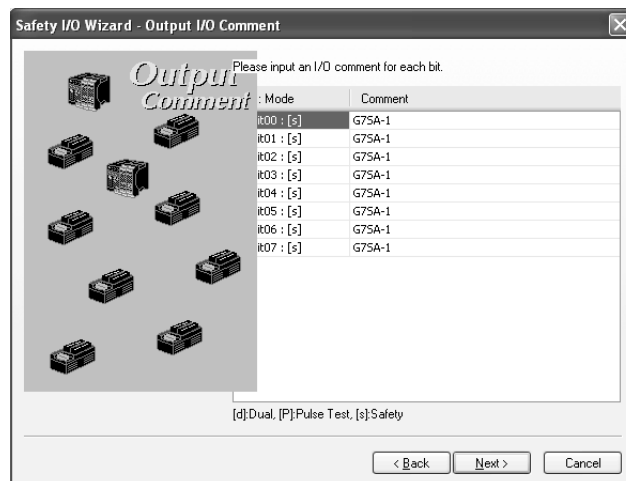 Safety I/O Wizard - Output I/O Comment
Output
Comment
Please input an I/O comment for each bit.
: Mode Comment
it00 : [s] G7SA-1
it01 : [s] G7SA-1
it02 : [s] G7SA-1
it03 : [s] G7SA-1
it04 : [s] G7SA-1
it05 : [s] G7SA-1
it06 : [s] G7SA-1
it07 : [s] G7SA-1
[d]:Dual, [P]:Pulse Test, [s]:Safety
< Back Next > Cancel